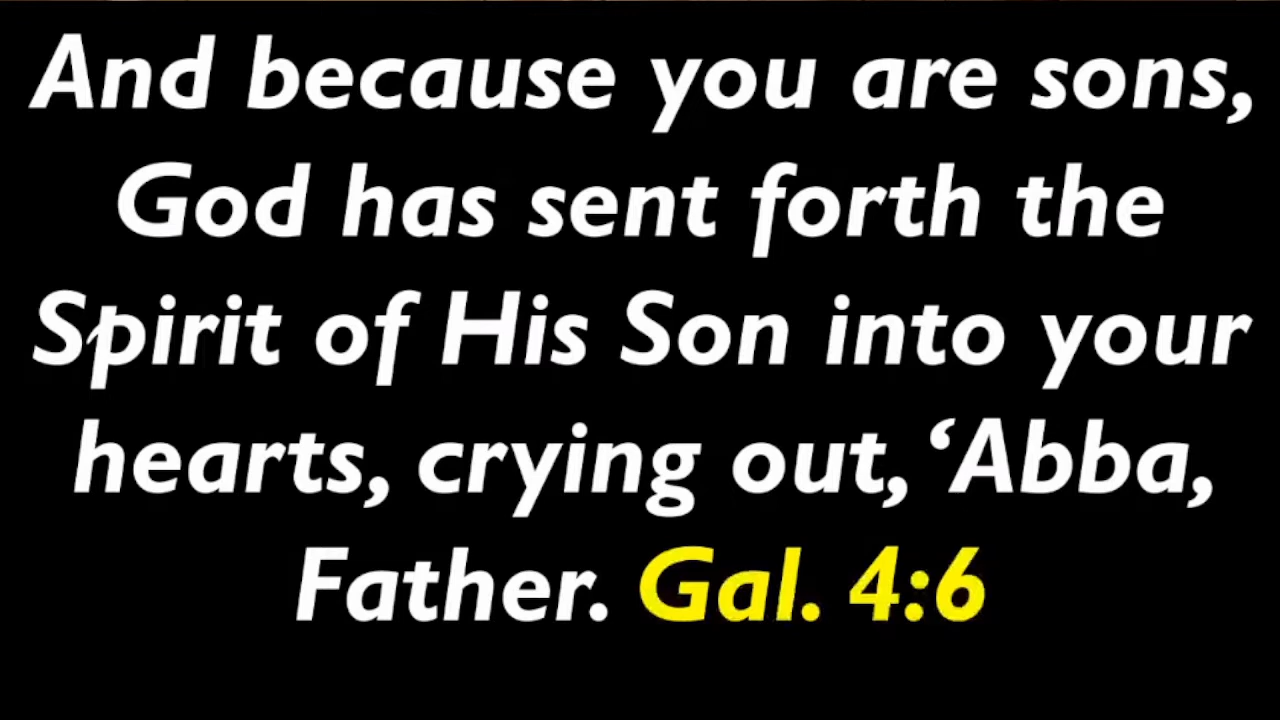 And because you are sons,
God has sent forth the
Spirit of His Son into your
hearts, crying out, ‘Abba,
Father. Gal. 4:6